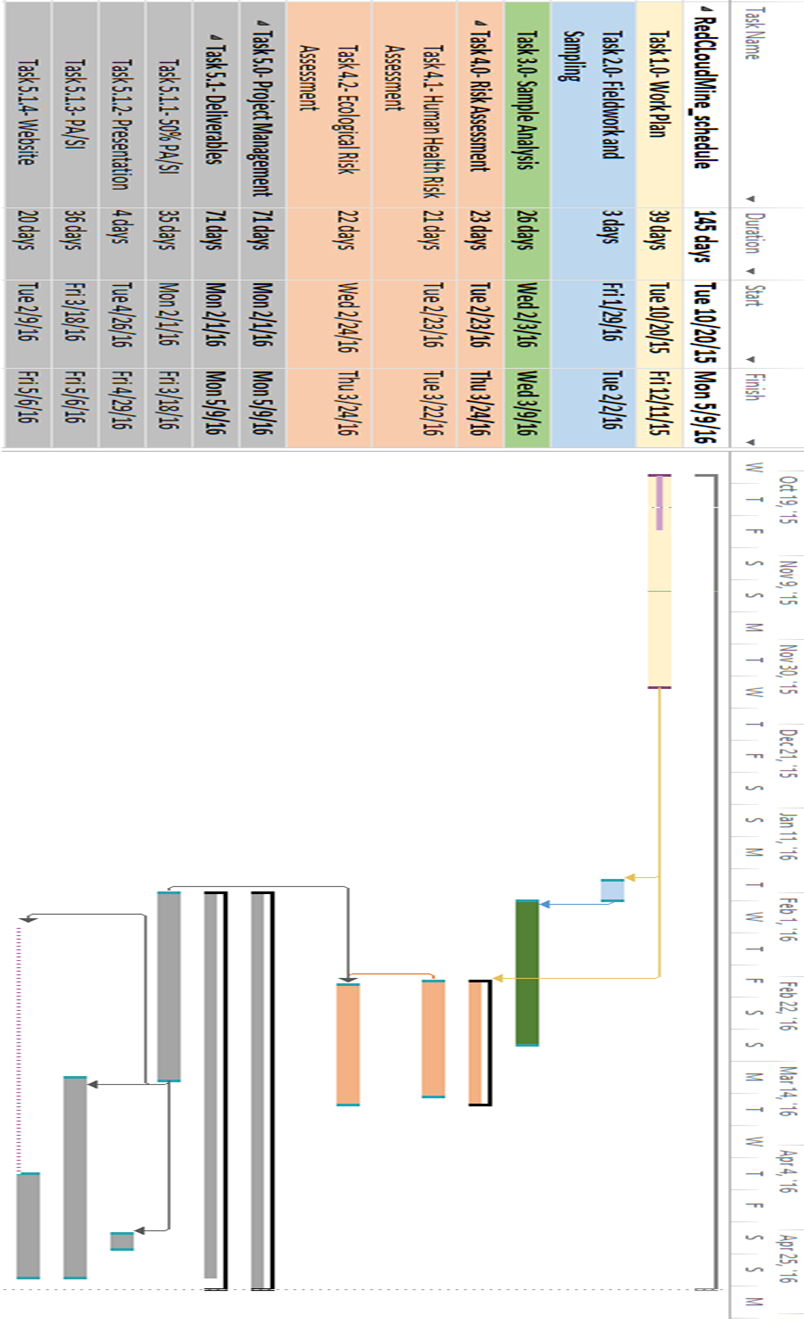 Task Name Duration Start Finish
RedCloudMine_schedule 145 days Tue 10/20/15 Mon 5/9/16
Task 1.0- Work Plan 39 days Tue 10/20/15 Fri 12/11/15
Task 2.0- Fieldwork and 3 days Fri 1/29/16 Tue 2/2/16
Sampling
Task 3.0- Sample Analysis 26 days Wed 2/3/16 Wed 3/9/16
Task 4.0- Risk Assessment 23 days Tue 2/23/16 Thu 3/24/16
Task 4.1- Human Health Risk 21 days Tue 2/23/16 Tue 3/22/16
Assessment
Task 4.2- Ecological Risk 22 days Wed 2/24/16 Thu 3/24/16
Assessment
Task 5.0- Project Management 71 days Mon 2/1/16 Mon 5/9/16
Task 5.1- Deliverables 71 days Mon 2/1/16 Mon 5/9/16
Task 5.1.1- 50% PA/SI 35 days Mon 2/1/16 Fri 3/18/16
Task 5.1.2- Presentation 4 days Tue 4/26/16 Fri 4/29/16
Task 5.1.3- PA/SI 36 days Fri 3/18/16 Fri 5/6/16
Task 5.1.4- Website 20 days Tue 2/9/16 Fri 5/6/16
Oct 19, '15 Nov 9, '15 Nov 30, '15 Dec 21, '15 Jan 11, '16 Feb 1, '16 Feb 22, '16 Mar 14, '16 Apr 4, '16 Apr 25, '16
W T F S S M T W T F S S M T W T F S S M T W T F S S M